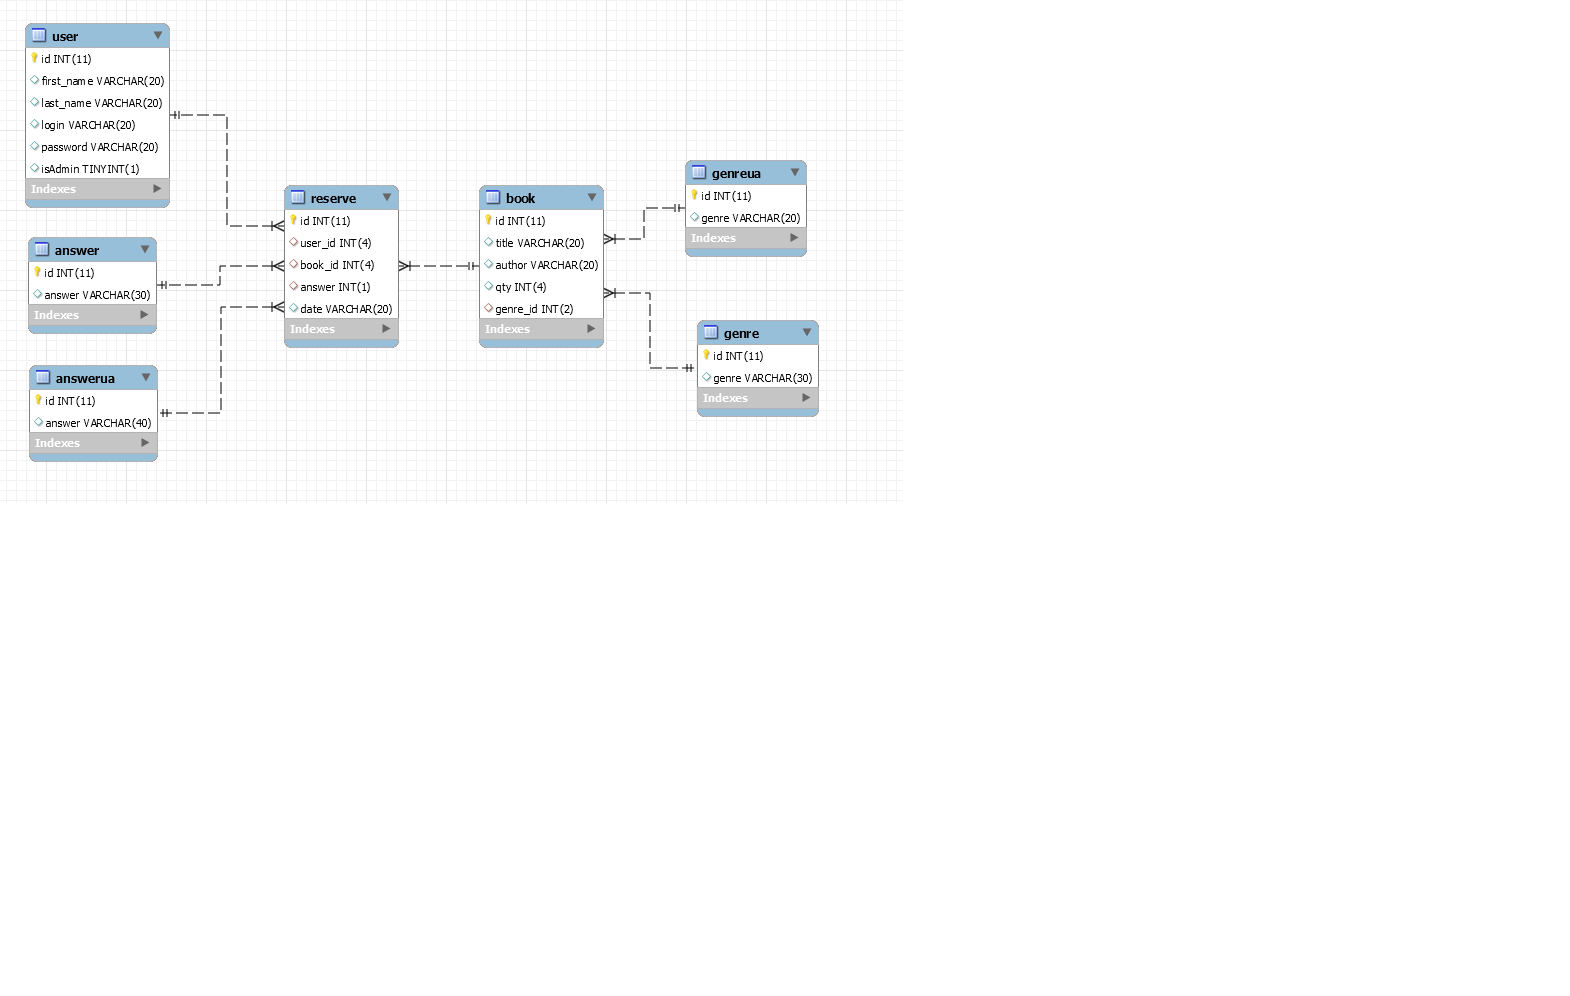 user
id INT(11)
first_name VARCHAR(20)
last_name VARCHAR(20)
login VARCHAR(20)
password VARCHAR(20)
isAdmin TINYINT(1)
Indexes
answer
id INT(11)
answer VARCHAR(30)
Indexes
answerua
id INT(11)
answer VARCHAR(40)
Indexes
reserve
id INT(11)
user_id INT(4)
book_id INT(4)
answer INT(1)
date VARCHAR(20)
Indexes
book
id INT(11)
title VARCHAR(20)
author VARCHAR(20)
qty INT(4)
genre_id INT(2)
Indexes
genreua
id INT(11)
genre VARCHAR(20)
Indexes
genre
id INT(11)
genre VARCHAR(30)
Indexes